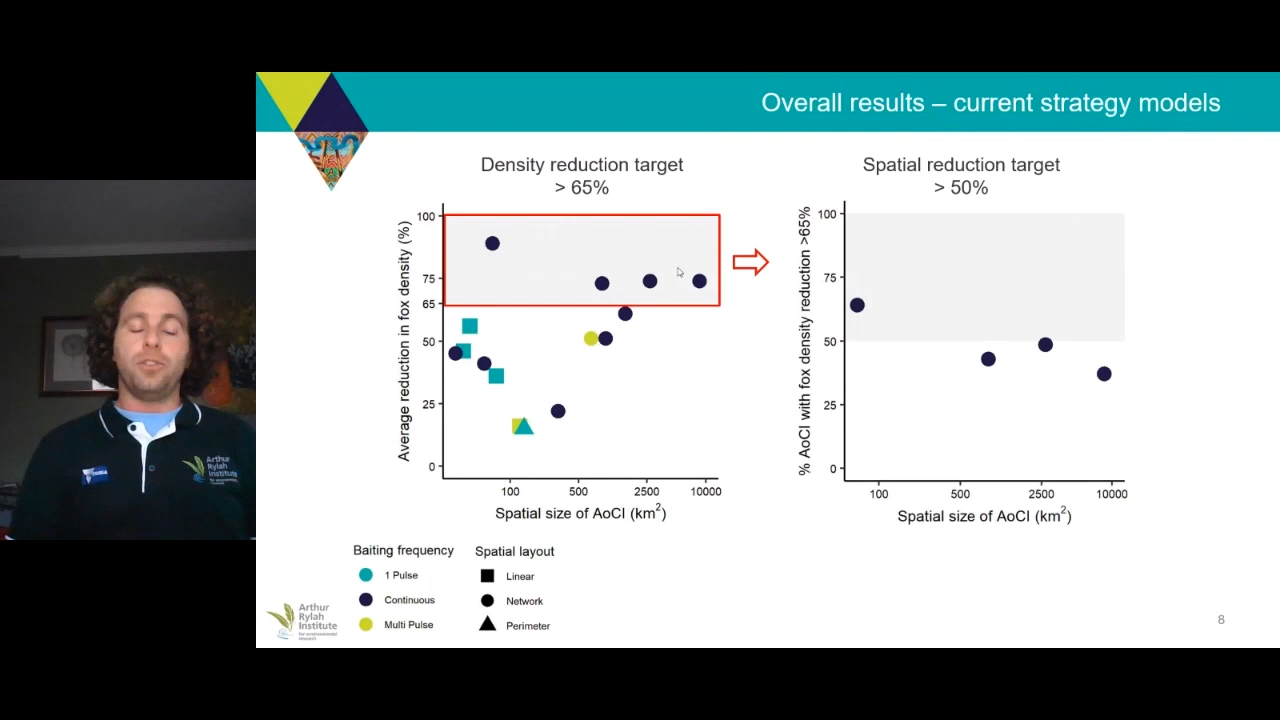 Overall results – current strategy models
Density reduction target
> 65%
Spatial reduction target
> 50%
Average reduction in fox density (%)
100
75
65
50
25
0
100
500
2500
10000
Spatial size of AoCI (km²)
% AoCI with fox density reduction >65%
100
75
50
25
0
100
500
2500
10000
Spatial size of AoCI (km²)
Baiting frequency
1 Pulse
Continuous
Multi Pulse
Spatial layout
Linear
Network
Perimeter
Arthur
Rylah
Institute
for environmental
research
8
Arthur
Rylah
Institute